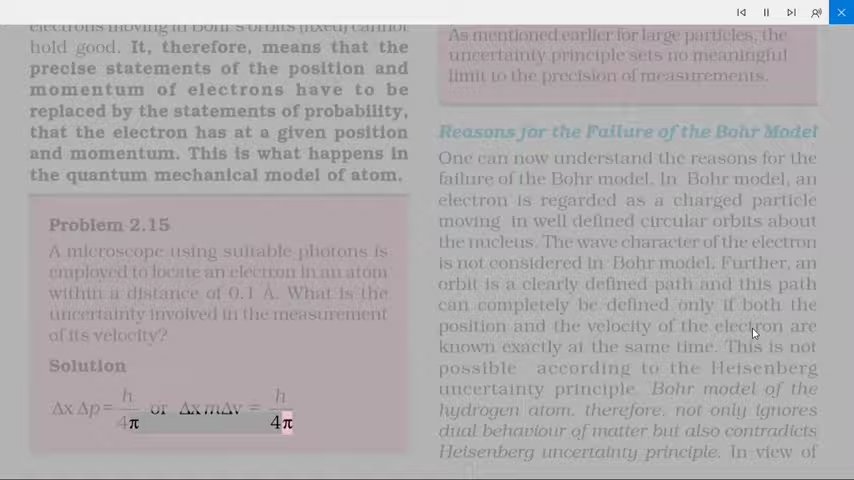 electrons moving in Bohr's orbits (fixed) cannot
hold good. It, therefore, means that the
precise statements of the position and
momentum of electrons have to be
replaced by the statements of probability,
that the electron has at a given position
and momentum. This is what happens in
the quantum mechanical model of atom.
Problem 2.15
A microscope using suitable photons is
employed to locate an electron in an atom
within a distance of 0.1 Å. What is the
uncertainty involved in the measurement
of its velocity?
Solution
Δx Δp = h/4π or Δx mΔv = h/4π
As mentioned earlier for large particles, the
uncertainty principle sets no meaningful
limit to the precision of measurements.
Reasons for the Failure of the Bohr Model
One can now understand the reasons for the
failure of the Bohr model. In Bohr model, an
electron is regarded as a charged particle
moving in well defined circular orbits about
the nucleus. The wave character of the electron
is not considered in Bohr model. Further, an
orbit is a clearly defined path and this path
can completely be defined only if both the
position and the velocity of the electron are
known exactly at the same time. This is not
possible according to the Heisenberg
uncertainty principle. Bohr model of the
hydrogen atom, therefore, not only ignores
dual behaviour of matter but also contradicts
Heisenberg uncertainty principle. In view of